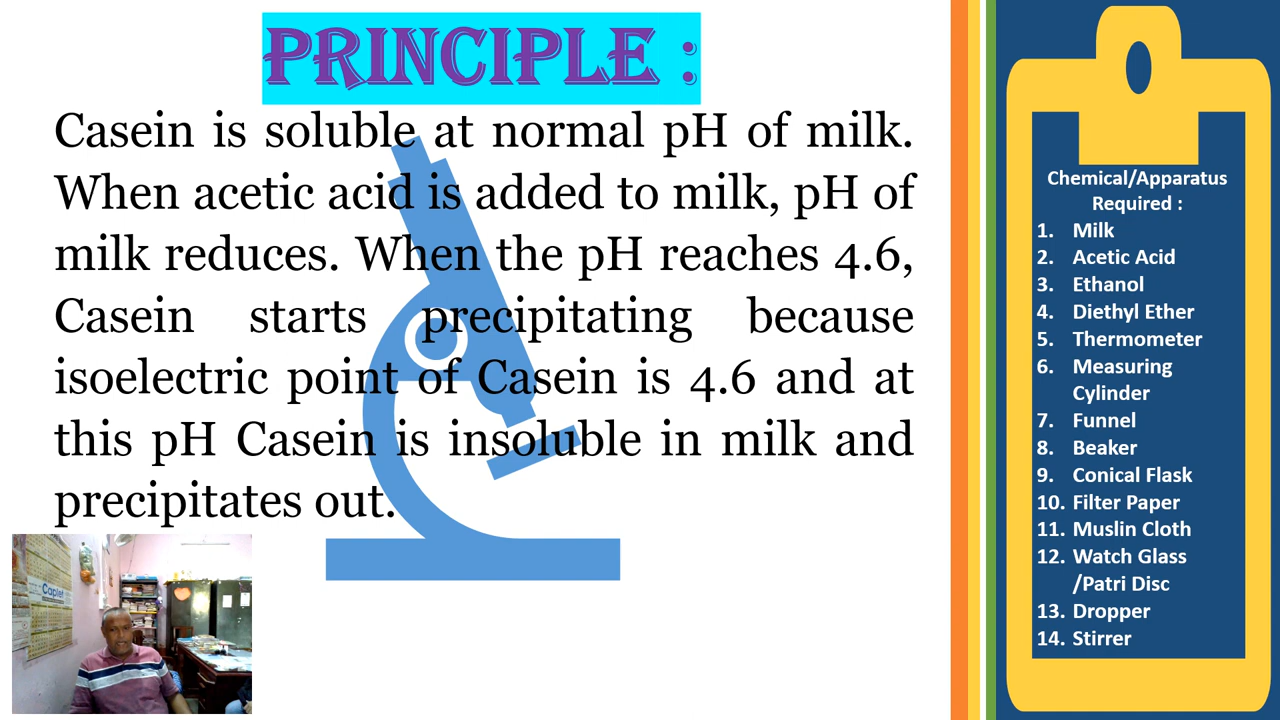 PRINCIPLE :
Casein is soluble at normal pH of milk.
When acetic acid is added to milk, pH of
milk reduces. When the pH reaches 4.6,
Casein starts precipitating because
isoelectric point of Casein is 4.6 and at
this pH Casein is insoluble in milk and
precipitates out.
Chemical/Apparatus
Required :
1. Milk
2. Acetic Acid
3. Ethanol
4. Diethyl Ether
5. Thermometer
6. Measuring
Cylinder
7. Funnel
8. Beaker
9. Conical Flask
10. Filter Paper
11. Muslin Cloth
12. Watch Glass
/Patri Disc
13. Dropper
14. Stirrer
Caplet